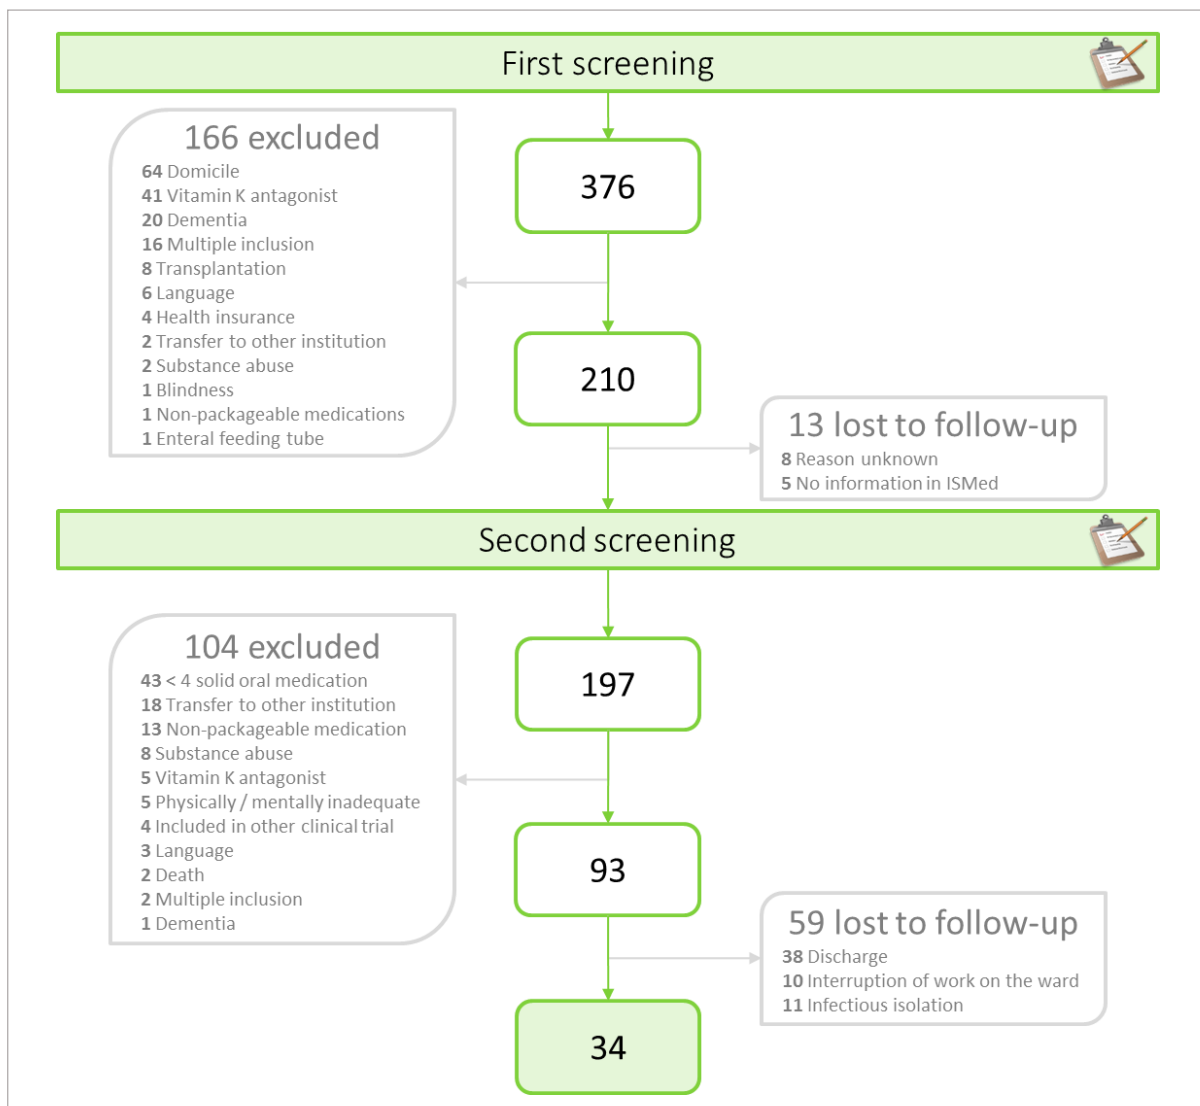 First screening
376
166 excluded
64 Domicile
41 Vitamin K antagonist
20 Dementia
16 Multiple inclusion
8 Transplantation
6 Language
4 Health insurance
2 Transfer to other institution
2 Substance abuse
1 Blindness
1 Non-packageable medications
1 Enteral feeding tube
210
13 lost to follow-up
8 Reason unknown
5 No information in ISMed
Second screening
197
104 excluded
43 < 4 solid oral medication
18 Transfer to other institution
13 Non-packageable medication
8 Substance abuse
5 Vitamin K antagonist
5 Physically / mentally inadequate
4 Included in other clinical trial
3 Language
2 Death
2 Multiple inclusion
1 Dementia
93
59 lost to follow-up
38 Discharge
10 Interruption of work on the ward
11 Infectious isolation
34